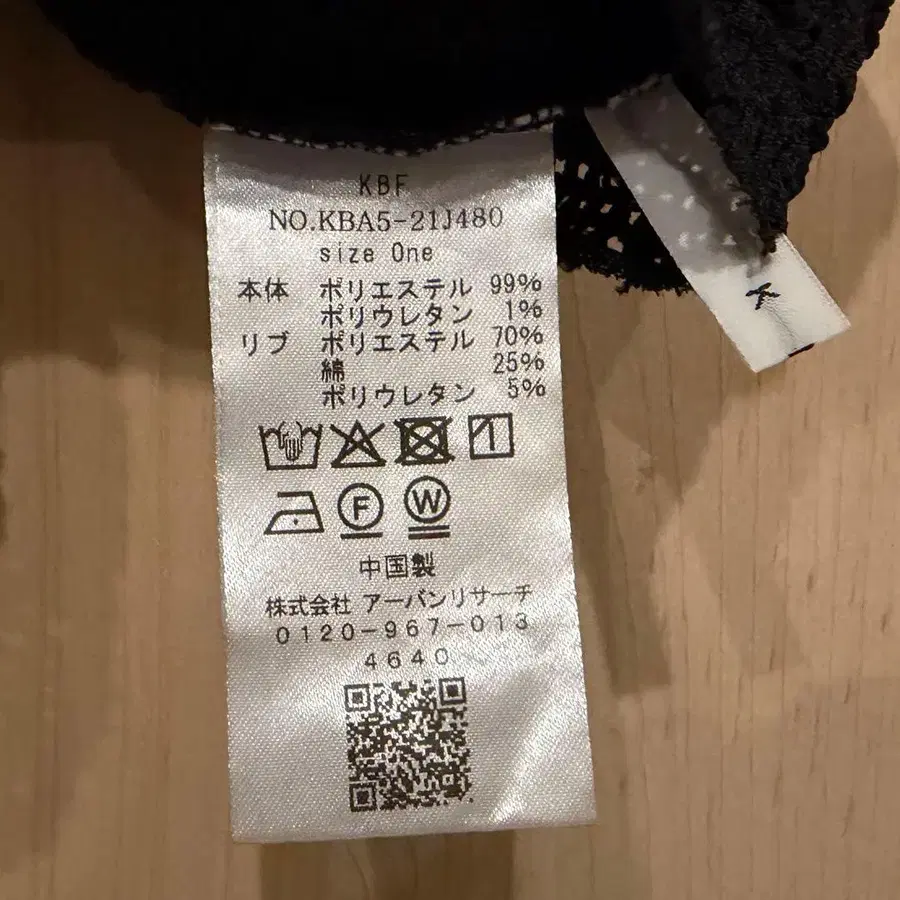 KBF
NO.KBA5-21J480
size One
本体 ポリエステル 99%
ポリウレタン 1%
リブ ポリエステル 70%
綿 25%
ポリウレタン 5%
F W
中国製
株式会社 アーバンリサーチ
0120-967-013
4640
K